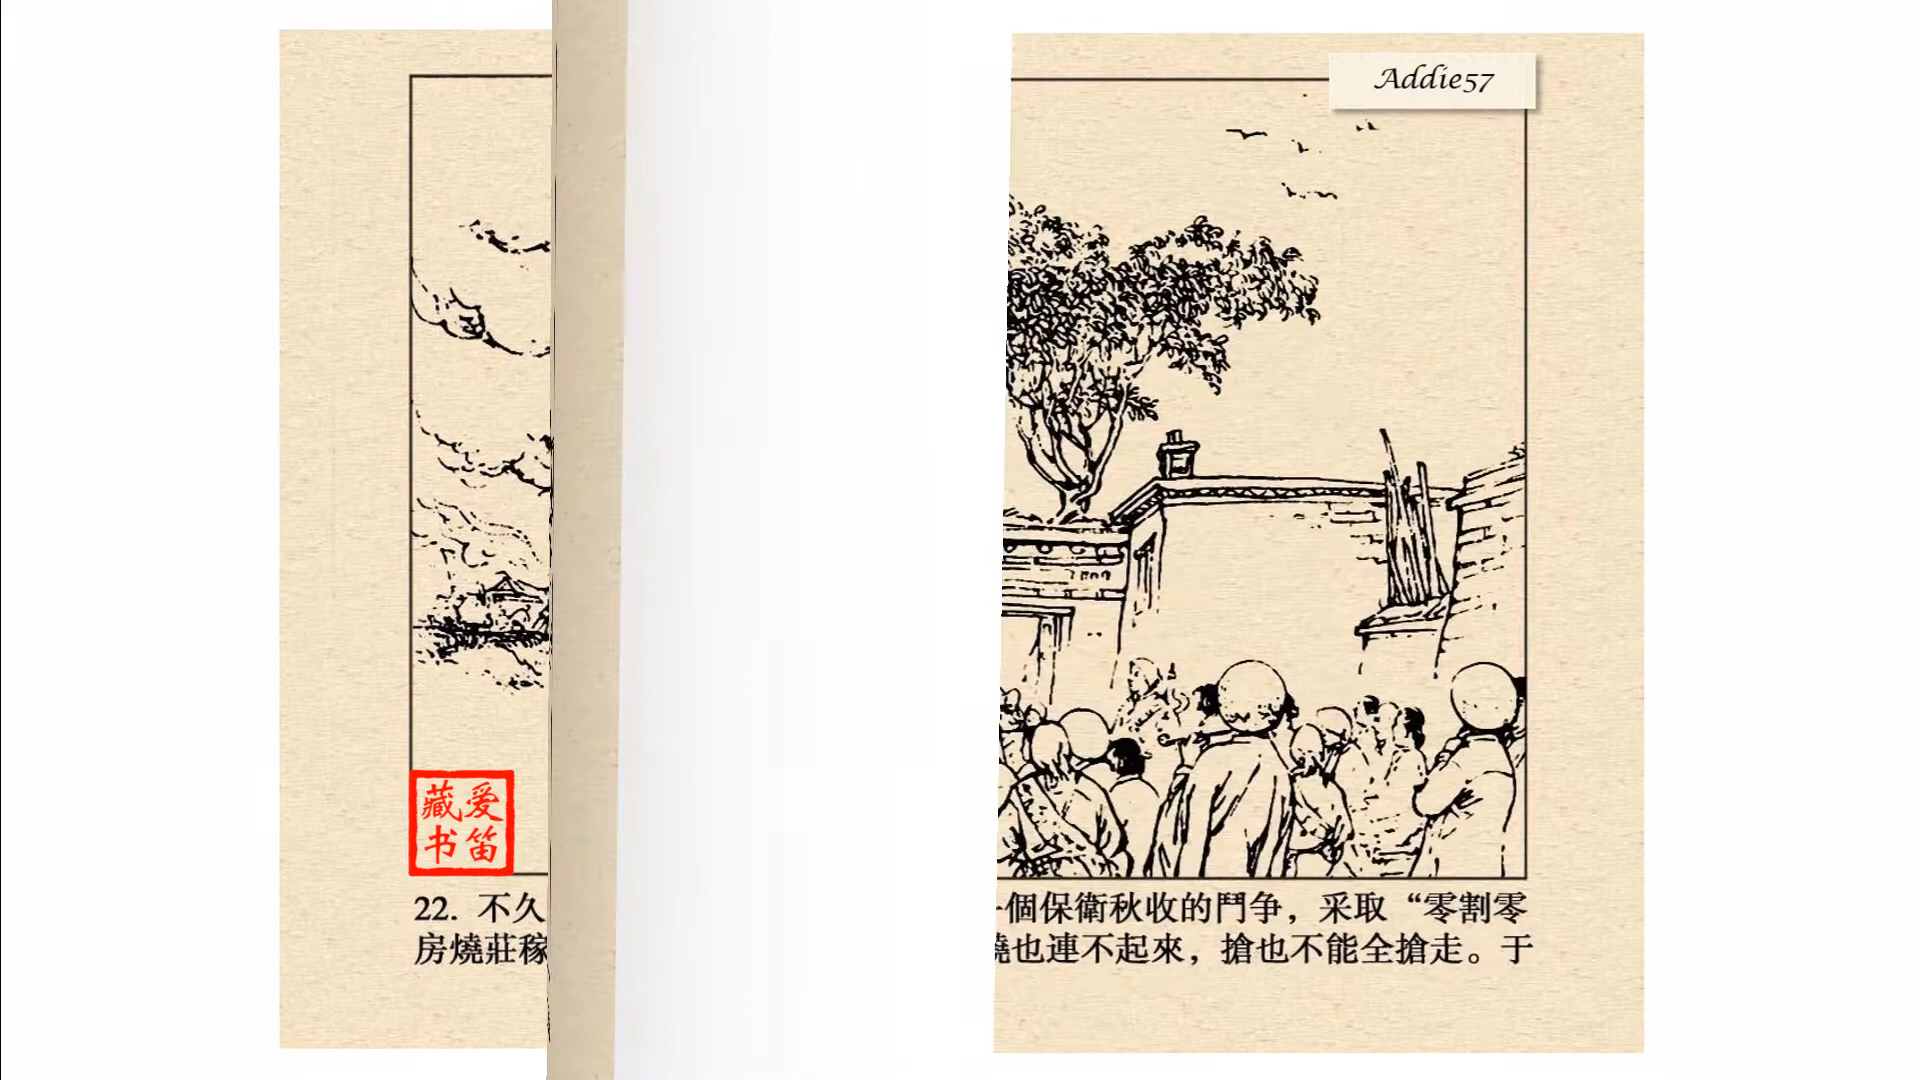 Addie57
爱笛
藏书
22. 不久
房燒莊稼
個保衛秋收的鬥争，采取“零割零
也連不起來，搶也不能全搶走。于